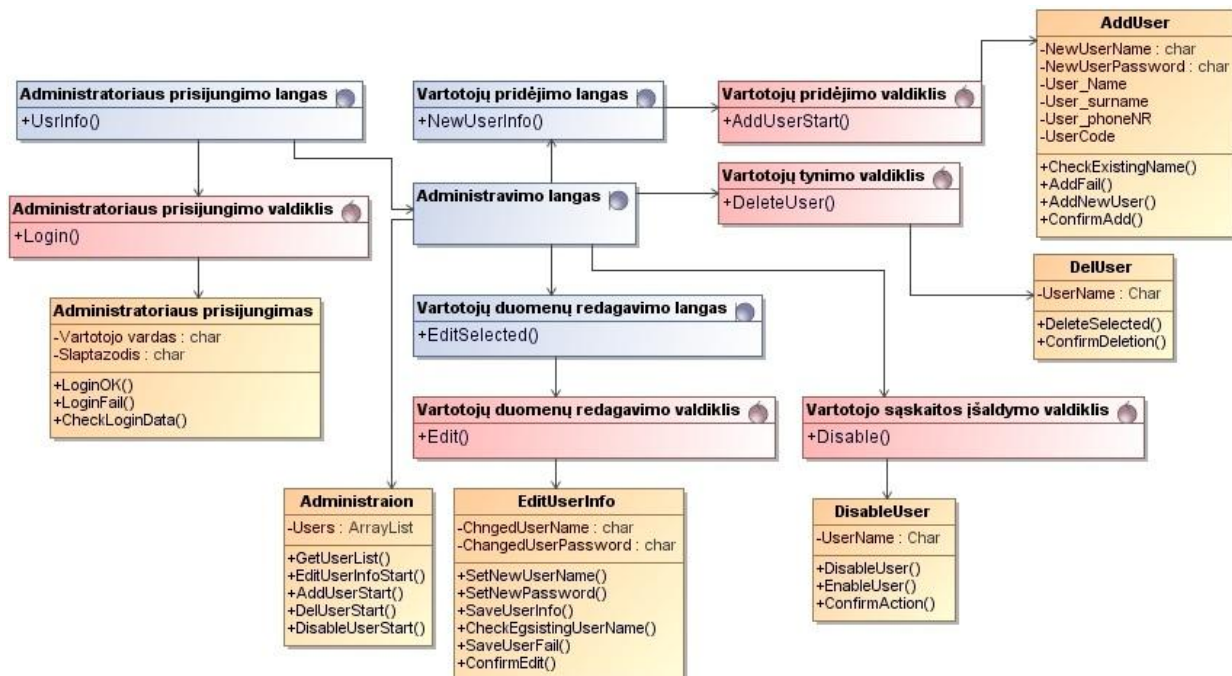 Administratoriaus prisijungimo langas
+UsrInfo()
Administratoriaus prisijungimo valdiklis
+Login()
Administratoriaus prisijungimas
-Vartotojo vardas : char
-Slaptazodis : char
+LoginOK()
+LoginFail()
+CheckLoginData()
Vartotojų pridėjimo langas
+NewUserInfo()
Administravimo langas
Vartotojų duomenų redagavimo langas
+EditSelected()
Vartotojų duomenų redagavimo valdiklis
+Edit()
Administraion
-Users : ArrayList
+GetUserList()
+EditUserInfoStart()
+AddUserStart()
+DelUserStart()
+DisableUserStart()
EditUserInfo
-ChngedUserName : char
-ChangedUserPassword : char
+SetNewUserName()
+SetNewPassword()
+SaveUserInfo()
+CheckEgsistingUserName()
+SaveUserFail()
+ConfirmEdit()
Vartotojų pridėjimo valdiklis
+AddUserStart()
Vartotojų tynimo valdiklis
+DeleteUser()
Vartotojo sąskaitos įšaldymo valdiklis
+Disable()
DisableUser
-UserName : Char
+DisableUser()
+EnableUser()
+ConfirmAction()
AddUser
-NewUserName : char
-NewUserPassword : char
-User_Name
-User_surname
-User_phoneNR
-UserCode
+CheckExistingName()
+AddFail()
+AddNewUser()
+ConfirmAdd()
DelUser
-UserName : Char
+DeleteSelected()
+ConfirmDeletion()